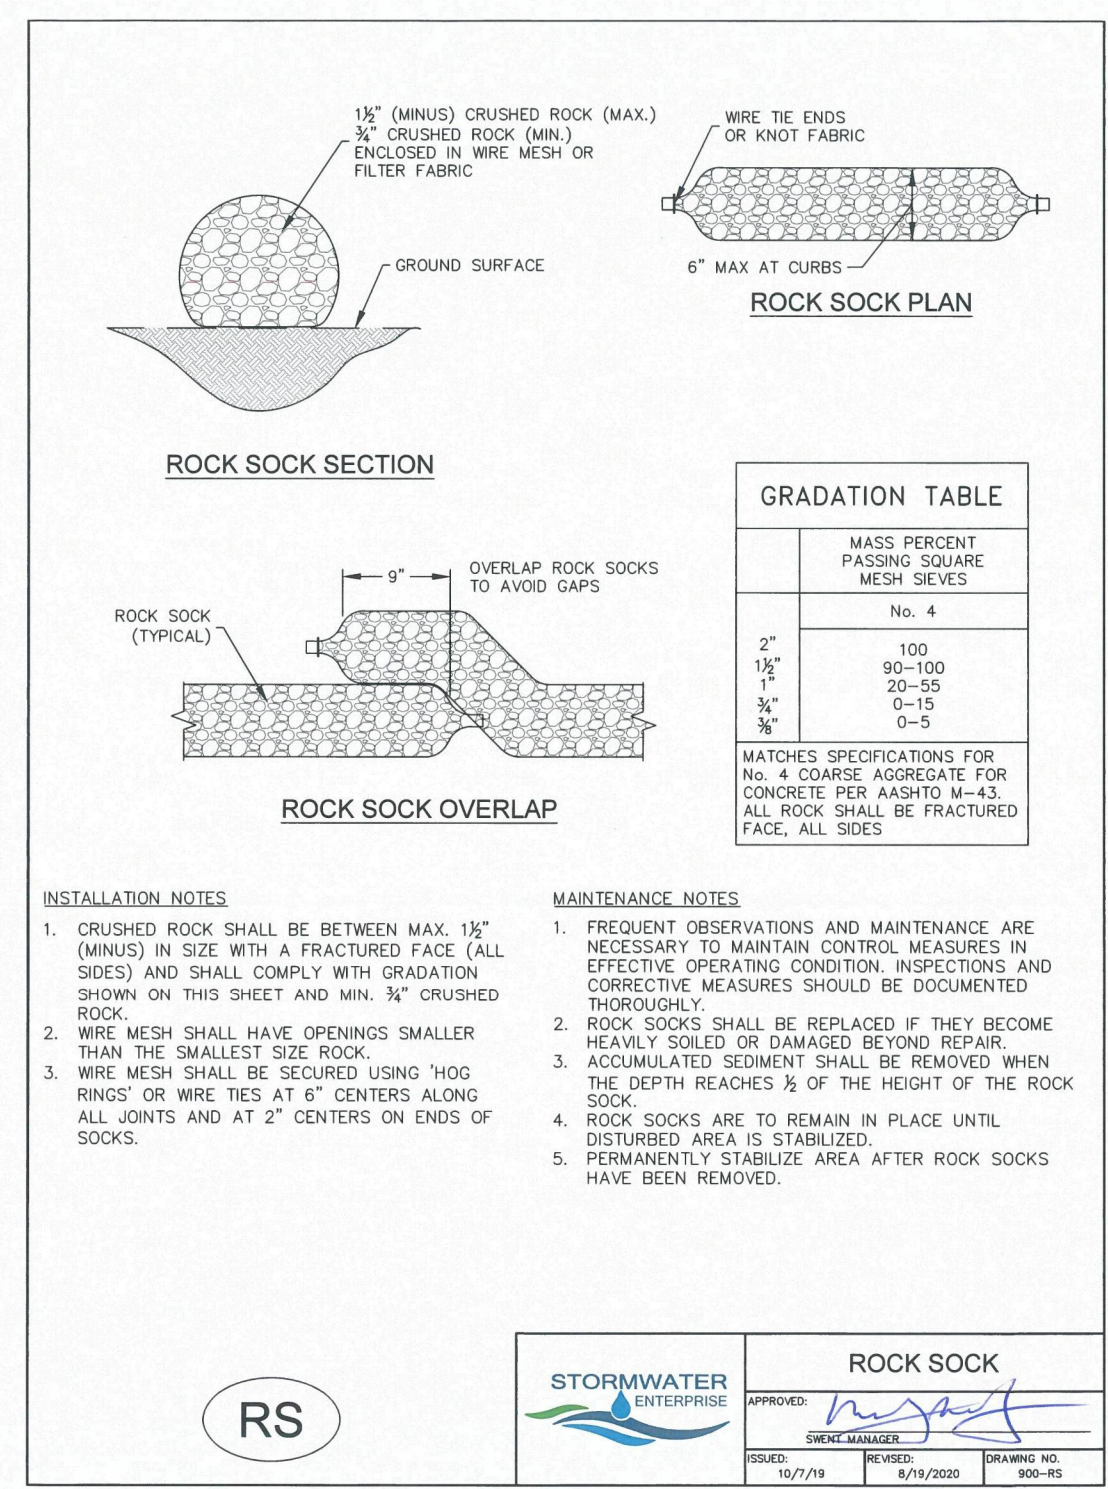 1½" (MINUS) CRUSHED ROCK (MAX.)
¾" CRUSHED ROCK (MIN.)
ENCLOSED IN WIRE MESH OR
FILTER FABRIC
GROUND SURFACE
ROCK SOCK SECTION
WIRE TIE ENDS
OR KNOT FABRIC
6" MAX AT CURBS
ROCK SOCK PLAN
9"
OVERLAP ROCK SOCKS
TO AVOID GAPS
ROCK SOCK
(TYPICAL)
ROCK SOCK OVERLAP
GRADATION TABLE
MASS PERCENT
PASSING SQUARE
MESH SIEVES
No. 4
2" 100
1½" 90-100
1" 20-55
¾" 0-15
⅜" 0-5
MATCHES SPECIFICATIONS FOR
No. 4 COARSE AGGREGATE FOR
CONCRETE PER AASHTO M-43.
ALL ROCK SHALL BE FRACTURED
FACE, ALL SIDES
INSTALLATION NOTES
1. CRUSHED ROCK SHALL BE BETWEEN MAX. 1½"
(MINUS) IN SIZE WITH A FRACTURED FACE (ALL
SIDES) AND SHALL COMPLY WITH GRADATION
SHOWN ON THIS SHEET AND MIN. ¾" CRUSHED
ROCK.
2. WIRE MESH SHALL HAVE OPENINGS SMALLER
THAN THE SMALLEST SIZE ROCK.
3. WIRE MESH SHALL BE SECURED USING 'HOG
RINGS' OR WIRE TIES AT 6" CENTERS ALONG
ALL JOINTS AND AT 2" CENTERS ON ENDS OF
SOCKS.
MAINTENANCE NOTES
1. FREQUENT OBSERVATIONS AND MAINTENANCE ARE
NECESSARY TO MAINTAIN CONTROL MEASURES IN
EFFECTIVE OPERATING CONDITION. INSPECTIONS AND
CORRECTIVE MEASURES SHOULD BE DOCUMENTED
THOROUGHLY.
2. ROCK SOCKS SHALL BE REPLACED IF THEY BECOME
HEAVILY SOILED OR DAMAGED BEYOND REPAIR.
3. ACCUMULATED SEDIMENT SHALL BE REMOVED WHEN
THE DEPTH REACHES ½ OF THE HEIGHT OF THE ROCK
SOCK.
4. ROCK SOCKS ARE TO REMAIN IN PLACE UNTIL
DISTURBED AREA IS STABILIZED.
5. PERMANENTLY STABILIZE AREA AFTER ROCK SOCKS
HAVE BEEN REMOVED.
RS
STORMWATER
ENTERPRISE
ROCK SOCK
APPROVED:
SWENT MANAGER
ISSUED: REVISED: DRAWING NO.
10/7/19 8/19/2020 900-RS